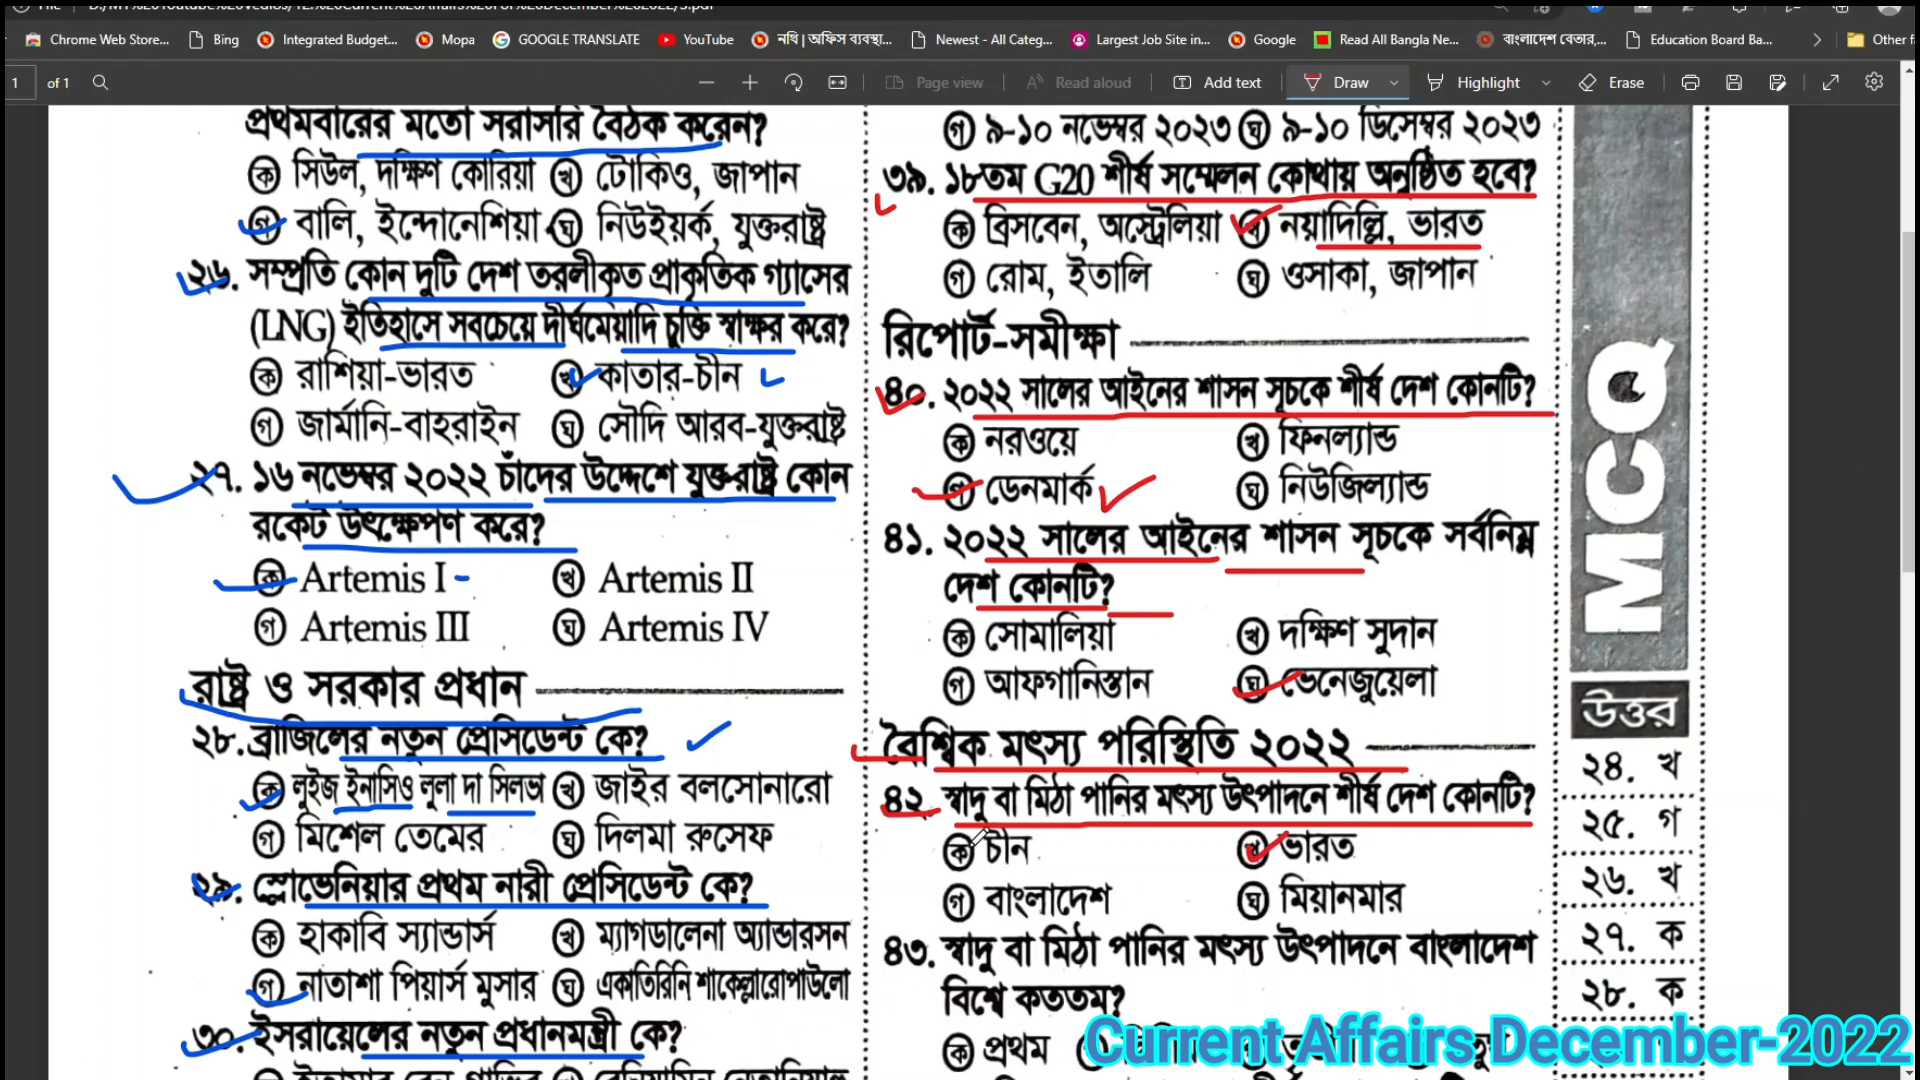 Chrome Web Store...
Bing
Integrated Budget...
Mopa
GOOGLE TRANSLATE
YouTube
নথি | অফিস ব্যবস্থা...
Newest - All Categ...
Largest Job Site in...
Google
Read All Bangla Ne...
বাংলাদেশ বেতার,...
Education Board Ba...
Other f
1 of 1
Page view
Read aloud
Add text
Draw
Highlight
Erase
প্রথমবারের মতো সরাসরি বৈঠক করেন?
ক সিউল, দক্ষিণ কোরিয়া খ টোকিও, জাপান
গ বালি, ইন্দোনেশিয়া ঘ নিউইয়র্ক, যুক্তরাষ্ট্র
২৬. সম্প্রতি কোন দুটি দেশ তরলীকৃত প্রাকৃতিক গ্যাসের
(LNG) ইতিহাসে সবচেয়ে দীর্ঘমেয়াদি চুক্তি স্বাক্ষর করে?
ক রাশিয়া-ভারত খ কাতার-চীন
গ জার্মানি-বাহরাইন ঘ সৌদি আরব-যুক্তরাষ্ট্র
২৭. ১৬ নভেম্বর ২০২২ চাঁদের উদ্দেশে যুক্তরাষ্ট্র কোন
রকেট উৎক্ষেপণ করে?
ক Artemis I খ Artemis II
গ Artemis III ঘ Artemis IV
রাষ্ট্র ও সরকার প্রধান
২৮. ব্রাজিলের নতুন প্রেসিডেন্ট কে?
ক লুইজ ইনাসিও লুলা দা সিলভা খ জাইর বলসোনারো
গ মিশেল তেমের ঘ দিলমা রুসেফ
২৯. স্লোভেনিয়ার প্রথম নারী প্রেসিডেন্ট কে?
ক হাকাবি স্যান্ডার্স খ ম্যাগডালেনা অ্যান্ডারসন
গ নাতাশা পিয়ার্স মুসার ঘ একাতিরিনি শাকেল্লারোপাউলো
৩০. ইসরায়েলের নতুন প্রধানমন্ত্রী কে?
গ ৯-১০ নভেম্বর ২০২৩ ঘ ৯-১০ ডিসেম্বর ২০২৩
৩৯. ১৮তম G20 শীর্ষ সম্মেলন কোথায় অনুষ্ঠিত হবে?
ক ব্রিসবেন, অস্ট্রেলিয়া খ নয়াদিল্লি, ভারত
গ রোম, ইতালি ঘ ওসাকা, জাপান
রিপোর্ট-সমীক্ষা
৪০. ২০২২ সালের আইনের শাসন সূচকে শীর্ষ দেশ কোনটি?
ক নরওয়ে খ ফিনল্যান্ড
গ ডেনমার্ক ঘ নিউজিল্যান্ড
৪১. ২০২২ সালের আইনের শাসন সূচকে সর্বনিম্ন
দেশ কোনটি?
ক সোমালিয়া খ দক্ষিণ সুদান
গ আফগানিস্তান ঘ ভেনেজুয়েলা
বৈশ্বিক মৎস্য পরিস্থিতি ২০২২
৪২. স্বাদু বা মিঠা পানির মৎস্য উৎপাদনে শীর্ষ দেশ কোনটি?
ক চীন খ ভারত
গ বাংলাদেশ ঘ মিয়ানমার
৪৩. স্বাদু বা মিঠা পানির মৎস্য উৎপাদনে বাংলাদেশ
বিশ্বে কততম?
ক প্রথম
MCQ
উত্তর
২৪. খ
২৫. গ
২৬. খ
২৭. ক
২৮. ক
Current Affairs December-2022